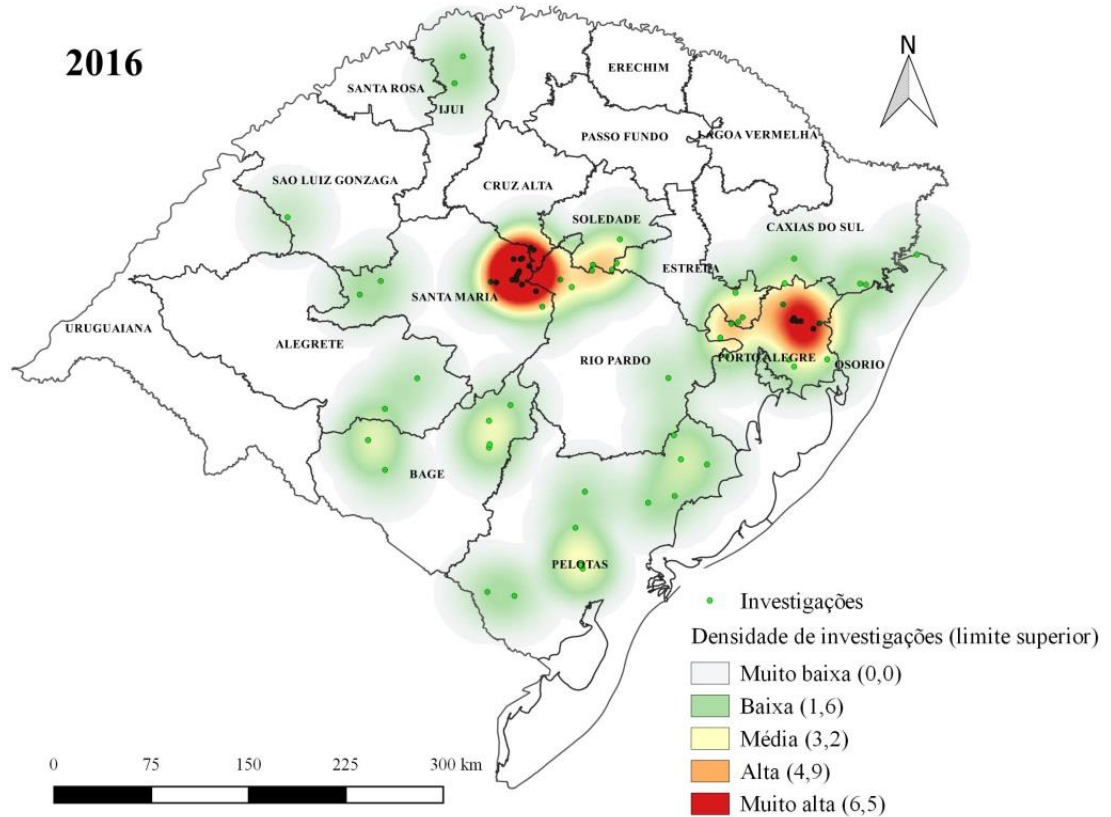 2016
N
ERECHIM
SANTA ROSA
IJUI
PASSO FUNDO
LAGOA VERMELHA
SAO LUIZ GONZAGA
CRUZ ALTA
SOLEDADE
CAXIAS DO SUL
ESTRELA
SANTA MARIA
URUGUAIANA
ALEGRETE
RIO PARDO
PORTO ALEGRE
OSORIO
BAGE
PELOTAS
Investigações
Densidade de investigações (limite superior)
Muito baixa (0,0)
Baixa (1,6)
Média (3,2)
Alta (4,9)
Muito alta (6,5)
0 75 150 225 300 km